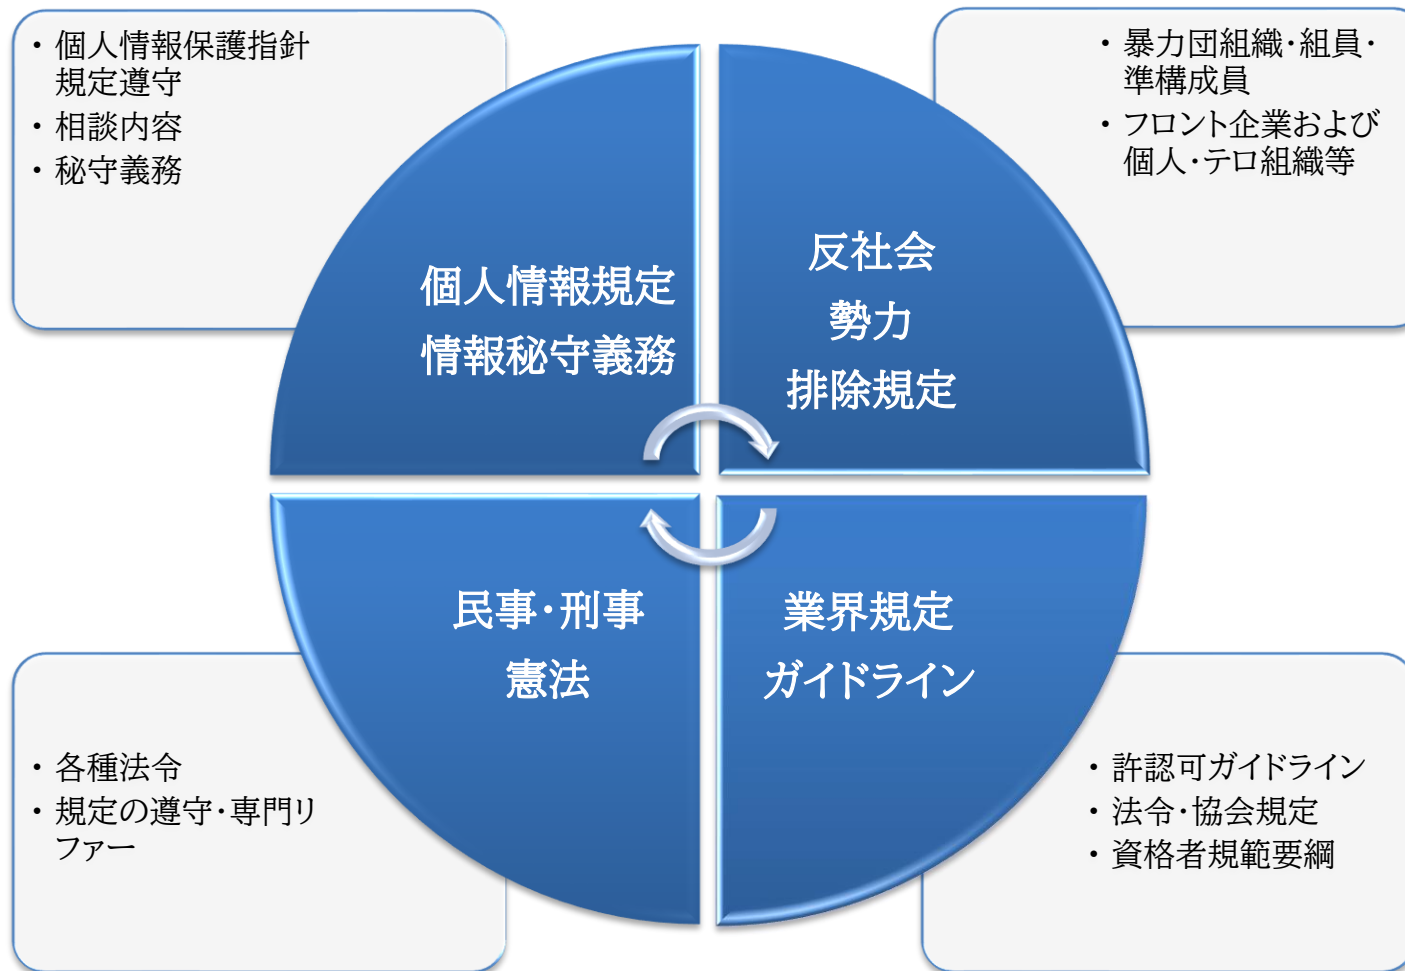 ・個人情報保護指針
規定遵守
・相談内容
・秘守義務
・暴力団組織・組員・
準構成員
・フロント企業および
個人・テロ組織等
個人情報規定
情報秘守義務
反社会
勢力
排除規定
民事・刑事
憲法
業界規定
ガイドライン
・各種法令
・規定の遵守・専門リ
ファー
・許認可ガイドライン
・法令・協会規定
・資格者規範要綱